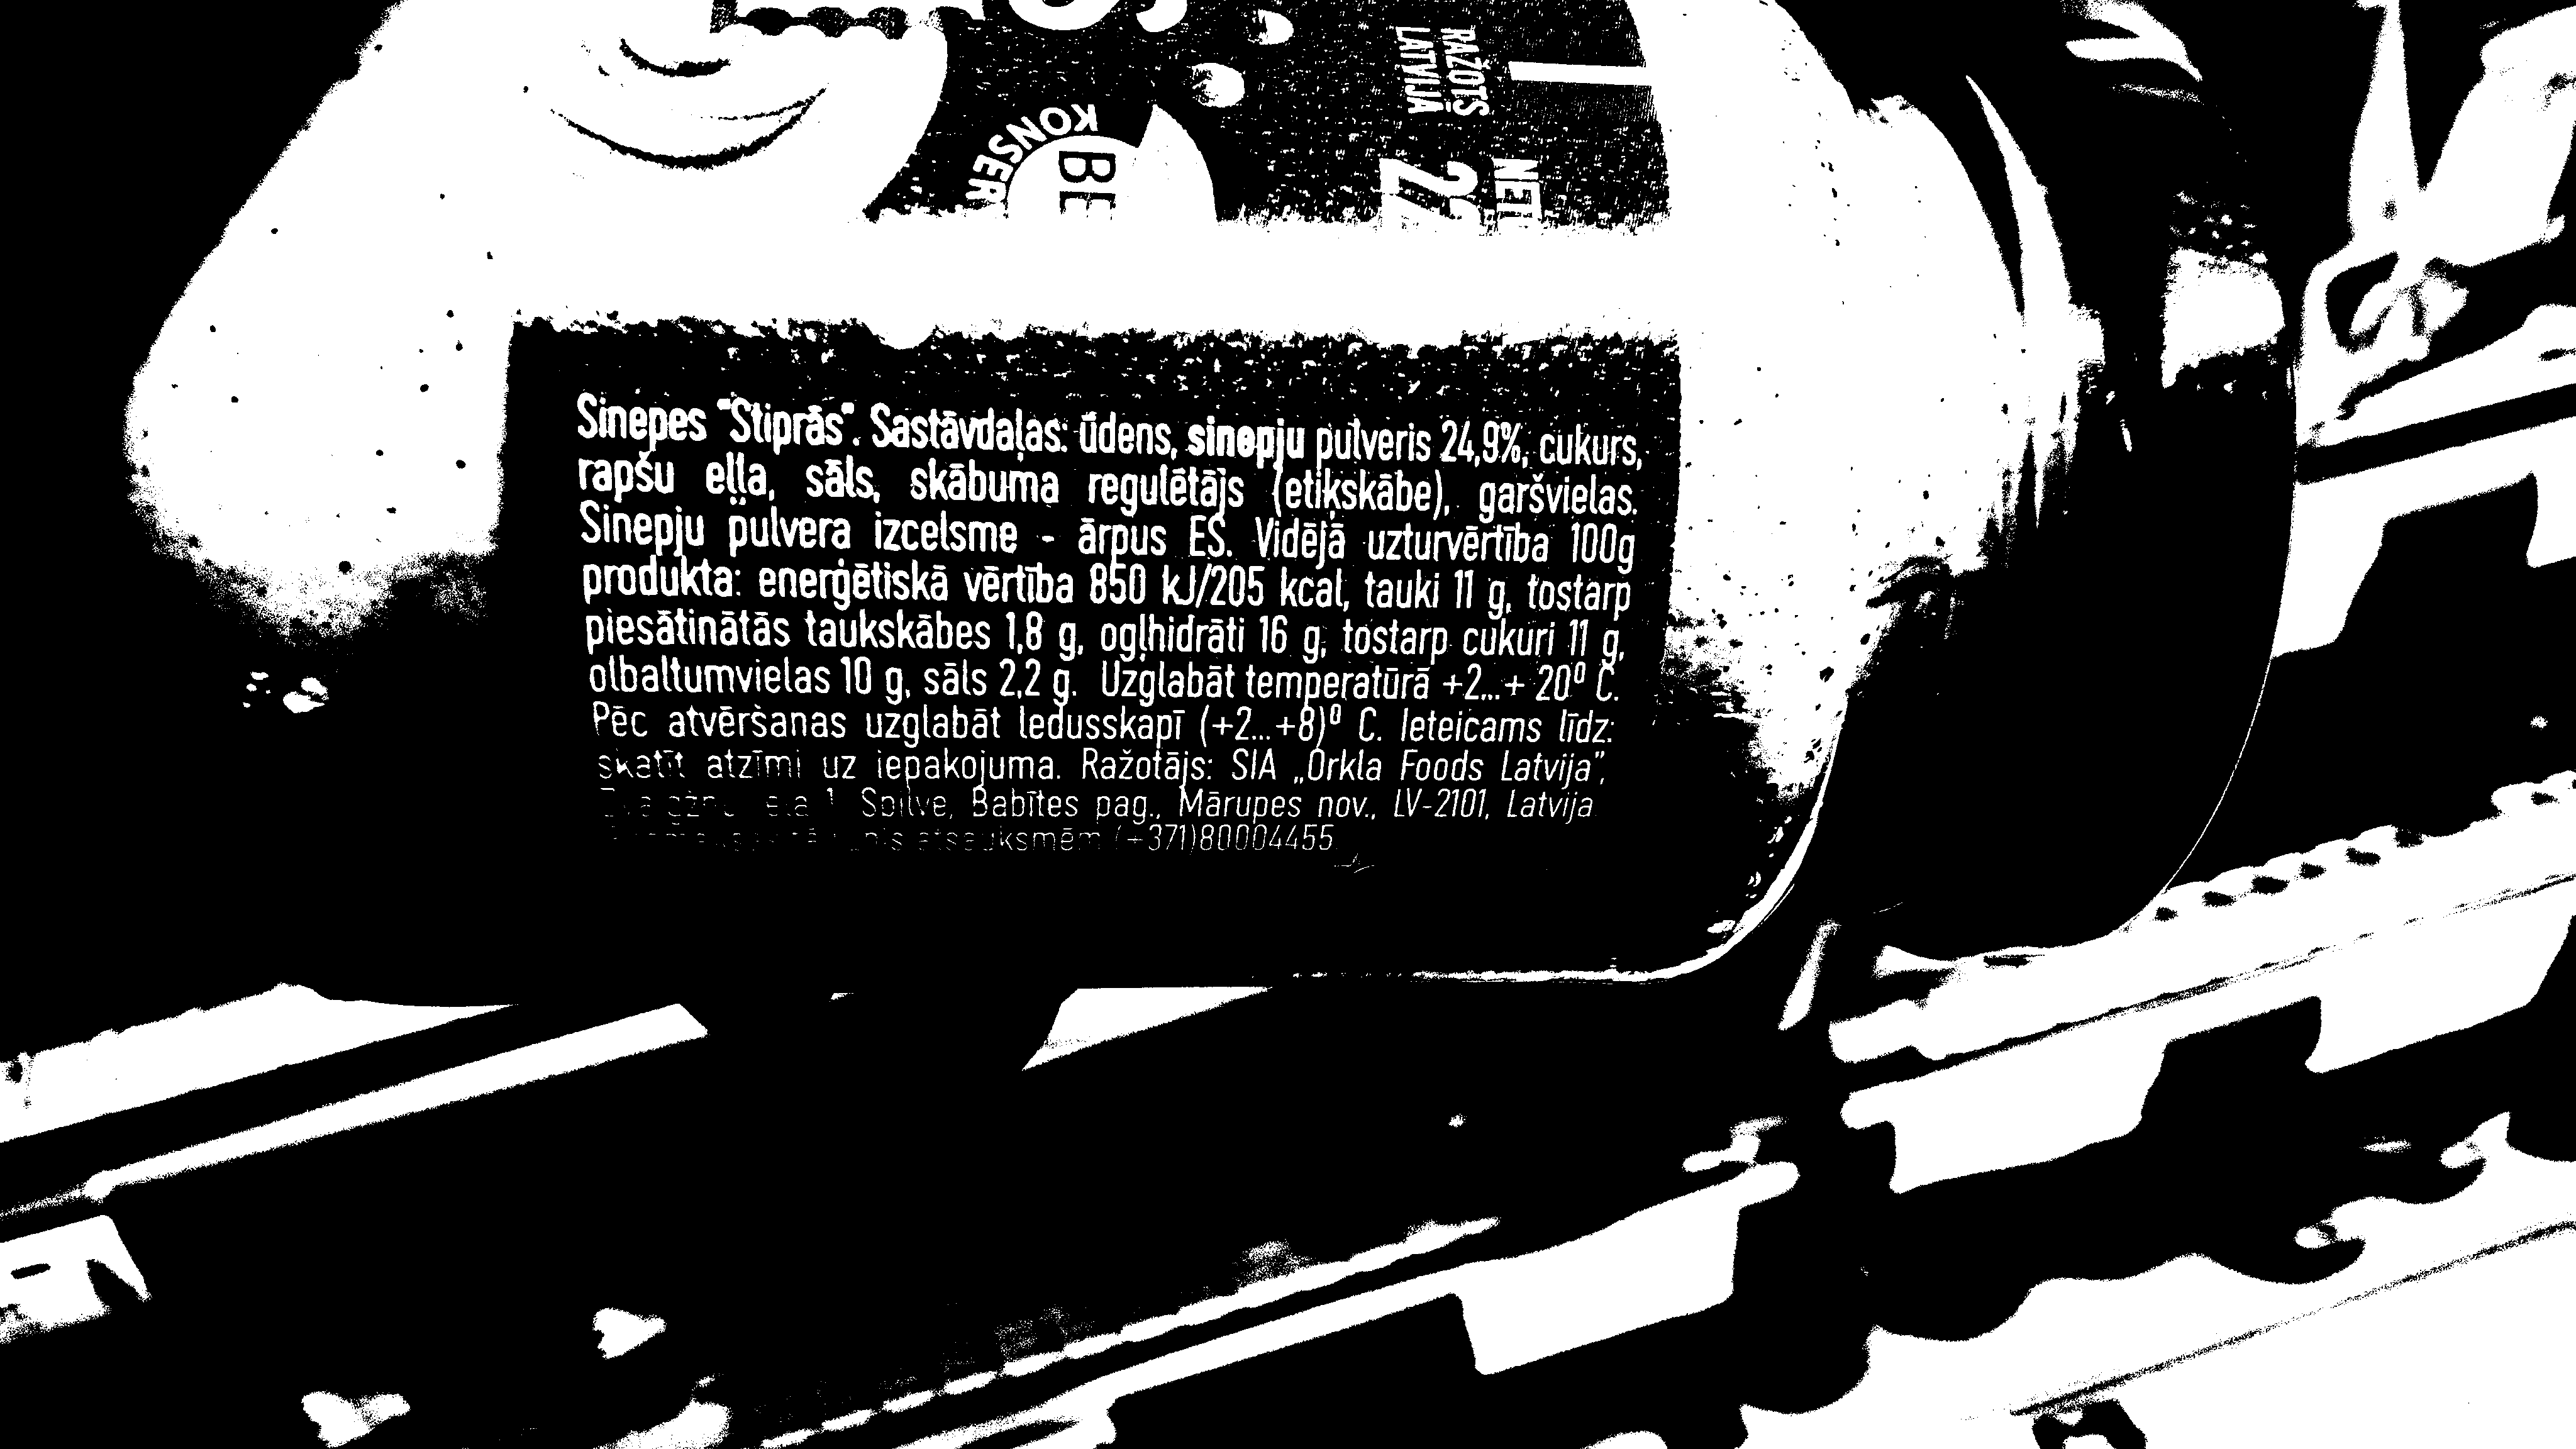 RAŽOTS
LATVIJĀ
KONSER
BE
Sinepes "Stiprās". Sastāvdaļas: ūdens, sinepju pulveris 24,9%, cukurs,
rapšu eļļa, sāls, skābuma regulētājs (etiķskābe), garšvielas.
Sinepju pulvera izcelsme - ārpus ES. Vidējā uzturvērtība 100g
produkta: enerģētiskā vērtība 850 kJ/205 kcal, tauki 11 g, tostarp
piesātinātās taukskābes 1,8 g, ogļhidrāti 16 g, tostarp cukuri 11 g,
olbaltumvielas 10 g, sāls 2,2 g. Uzglabāt temperatūrā +2...+ 20⁰ C.
Pēc atvēršanas uzglabāt ledusskapī (+2...+8)⁰ C. Ieteicams līdz:
skatīt atzīmi uz iepakojuma. Ražotājs: SIA „Orkla Foods Latvija",
1, Spilve, Babītes pag., Mārupes nov., LV-2101, Latvija
atsauksmēm (+371)80004455